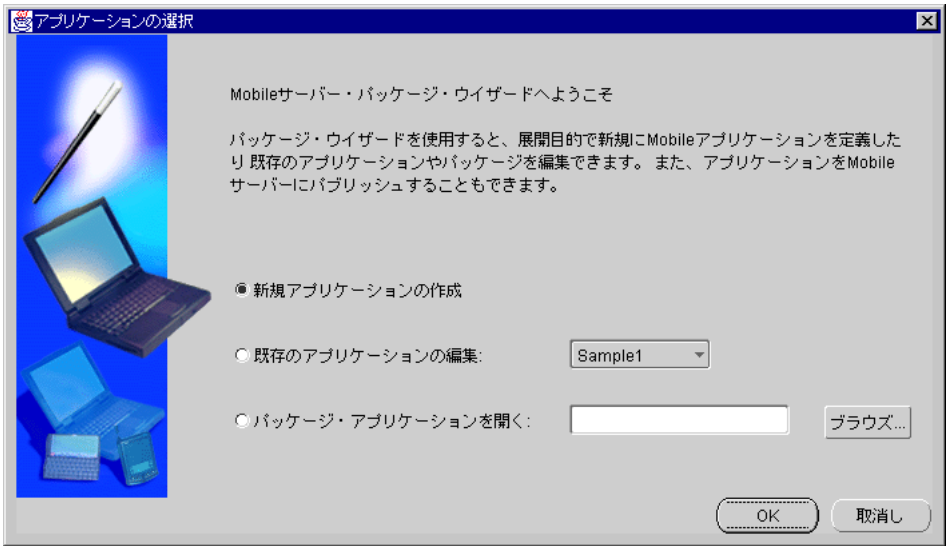 アプリケーションの選択
Mobileサーバー・パッケージ・ウィザードへようこそ
パッケージ・ウィザードを使用すると、展開目的で新規にMobileアプリケーションを定義した
り 既存のアプリケーションやパッケージを編集できます。 また、アプリケーションをMobile
サーバーにパブリッシュすることもできます。
新規アプリケーションの作成
既存のアプリケーションの編集:
Sample1
パッケージ・アプリケーションを開く:
ブラウズ...
OK
取消し